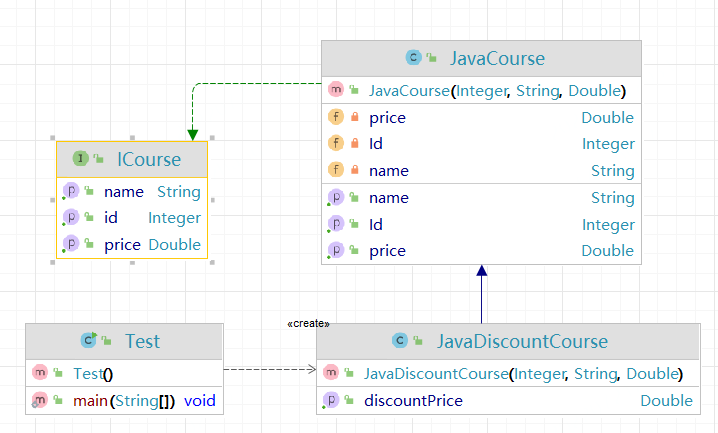 C JavaCourse
m JavaCourse(Integer, String, Double)
f price Double
f Id Integer
f name String
p name String
p Id Integer
p price Double
I ICourse
p name String
p id Integer
p price Double
«create»
C Test
m Test()
m main(String[]) void
C JavaDiscountCourse
m JavaDiscountCourse(Integer, String, Double)
p discountPrice Double